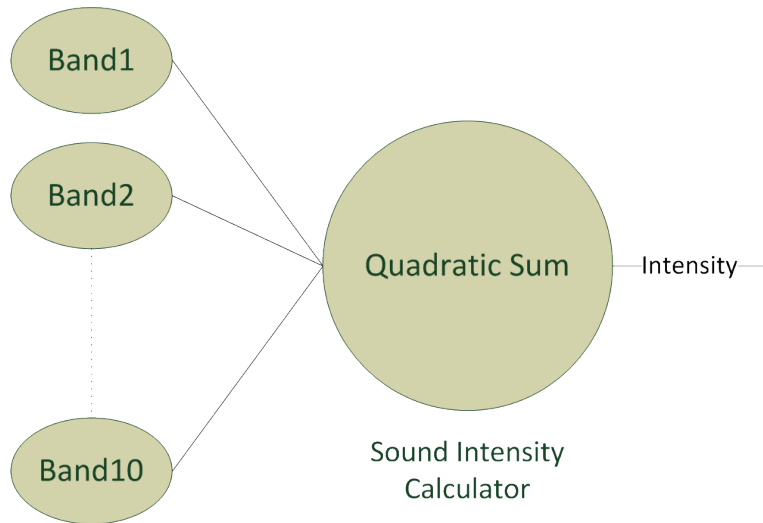 Band1
Band2
Quadratic Sum
Intensity
Band10
Sound Intensity
Calculator